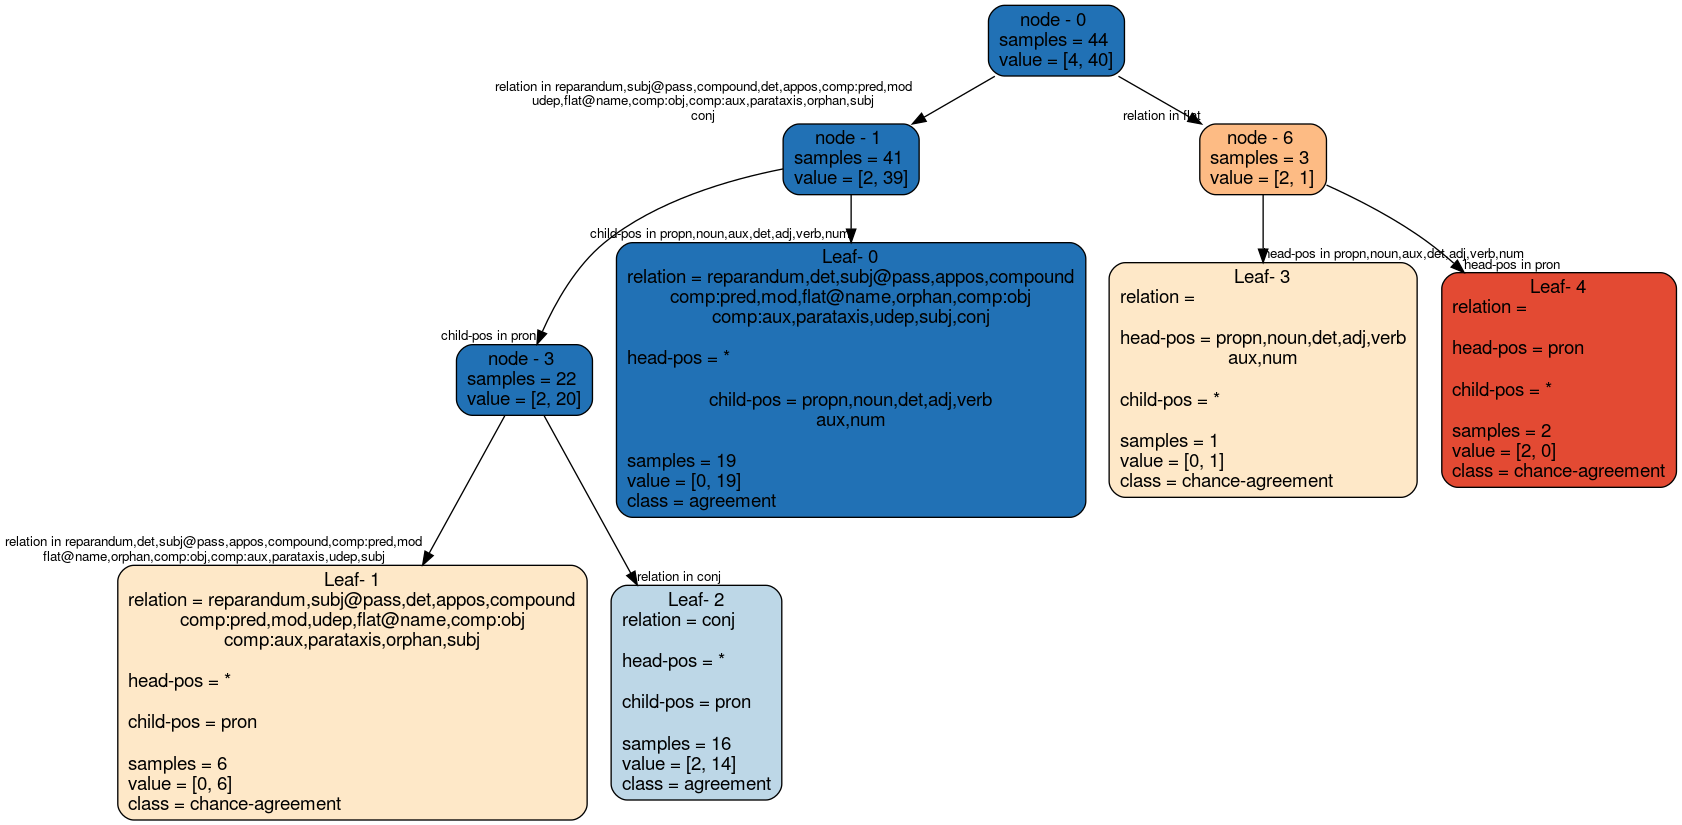 node - 0
samples = 44
value = [4, 40]
relation in reparandum,subj@pass,compound,det,appos,comp:pred,mod
udep,flat@name,comp:obj,comp:aux,parataxis,orphan,subj
conj
relation in flat
node - 1
samples = 41
value = [2, 39]
node - 6
samples = 3
value = [2, 1]
child-pos in propn,noun,aux,det,adj,verb,num
head-pos in propn,noun,aux,det,adj,verb,num
head-pos in pron
child-pos in pron
node - 3
samples = 22
value = [2, 20]
Leaf- 0
relation = reparandum,det,subj@pass,appos,compound
comp:pred,mod,flat@name,orphan,comp:obj
comp:aux,parataxis,udep,subj,conj
head-pos = *
child-pos = propn,noun,det,adj,verb
aux,num
samples = 19
value = [0, 19]
class = agreement
Leaf- 3
relation =
head-pos = propn,noun,det,adj,verb
aux,num
child-pos = *
samples = 1
value = [0, 1]
class = chance-agreement
Leaf- 4
relation =
head-pos = pron
child-pos = *
samples = 2
value = [2, 0]
class = chance-agreement
relation in reparandum,det,subj@pass,appos,compound,comp:pred,mod
flat@name,orphan,comp:obj,comp:aux,parataxis,udep,subj
relation in conj
Leaf- 1
relation = reparandum,subj@pass,det,appos,compound
comp:pred,mod,udep,flat@name,comp:obj
comp:aux,parataxis,orphan,subj
head-pos = *
child-pos = pron
samples = 6
value = [0, 6]
class = chance-agreement
Leaf- 2
relation = conj
head-pos = *
child-pos = pron
samples = 16
value = [2, 14]
class = agreement